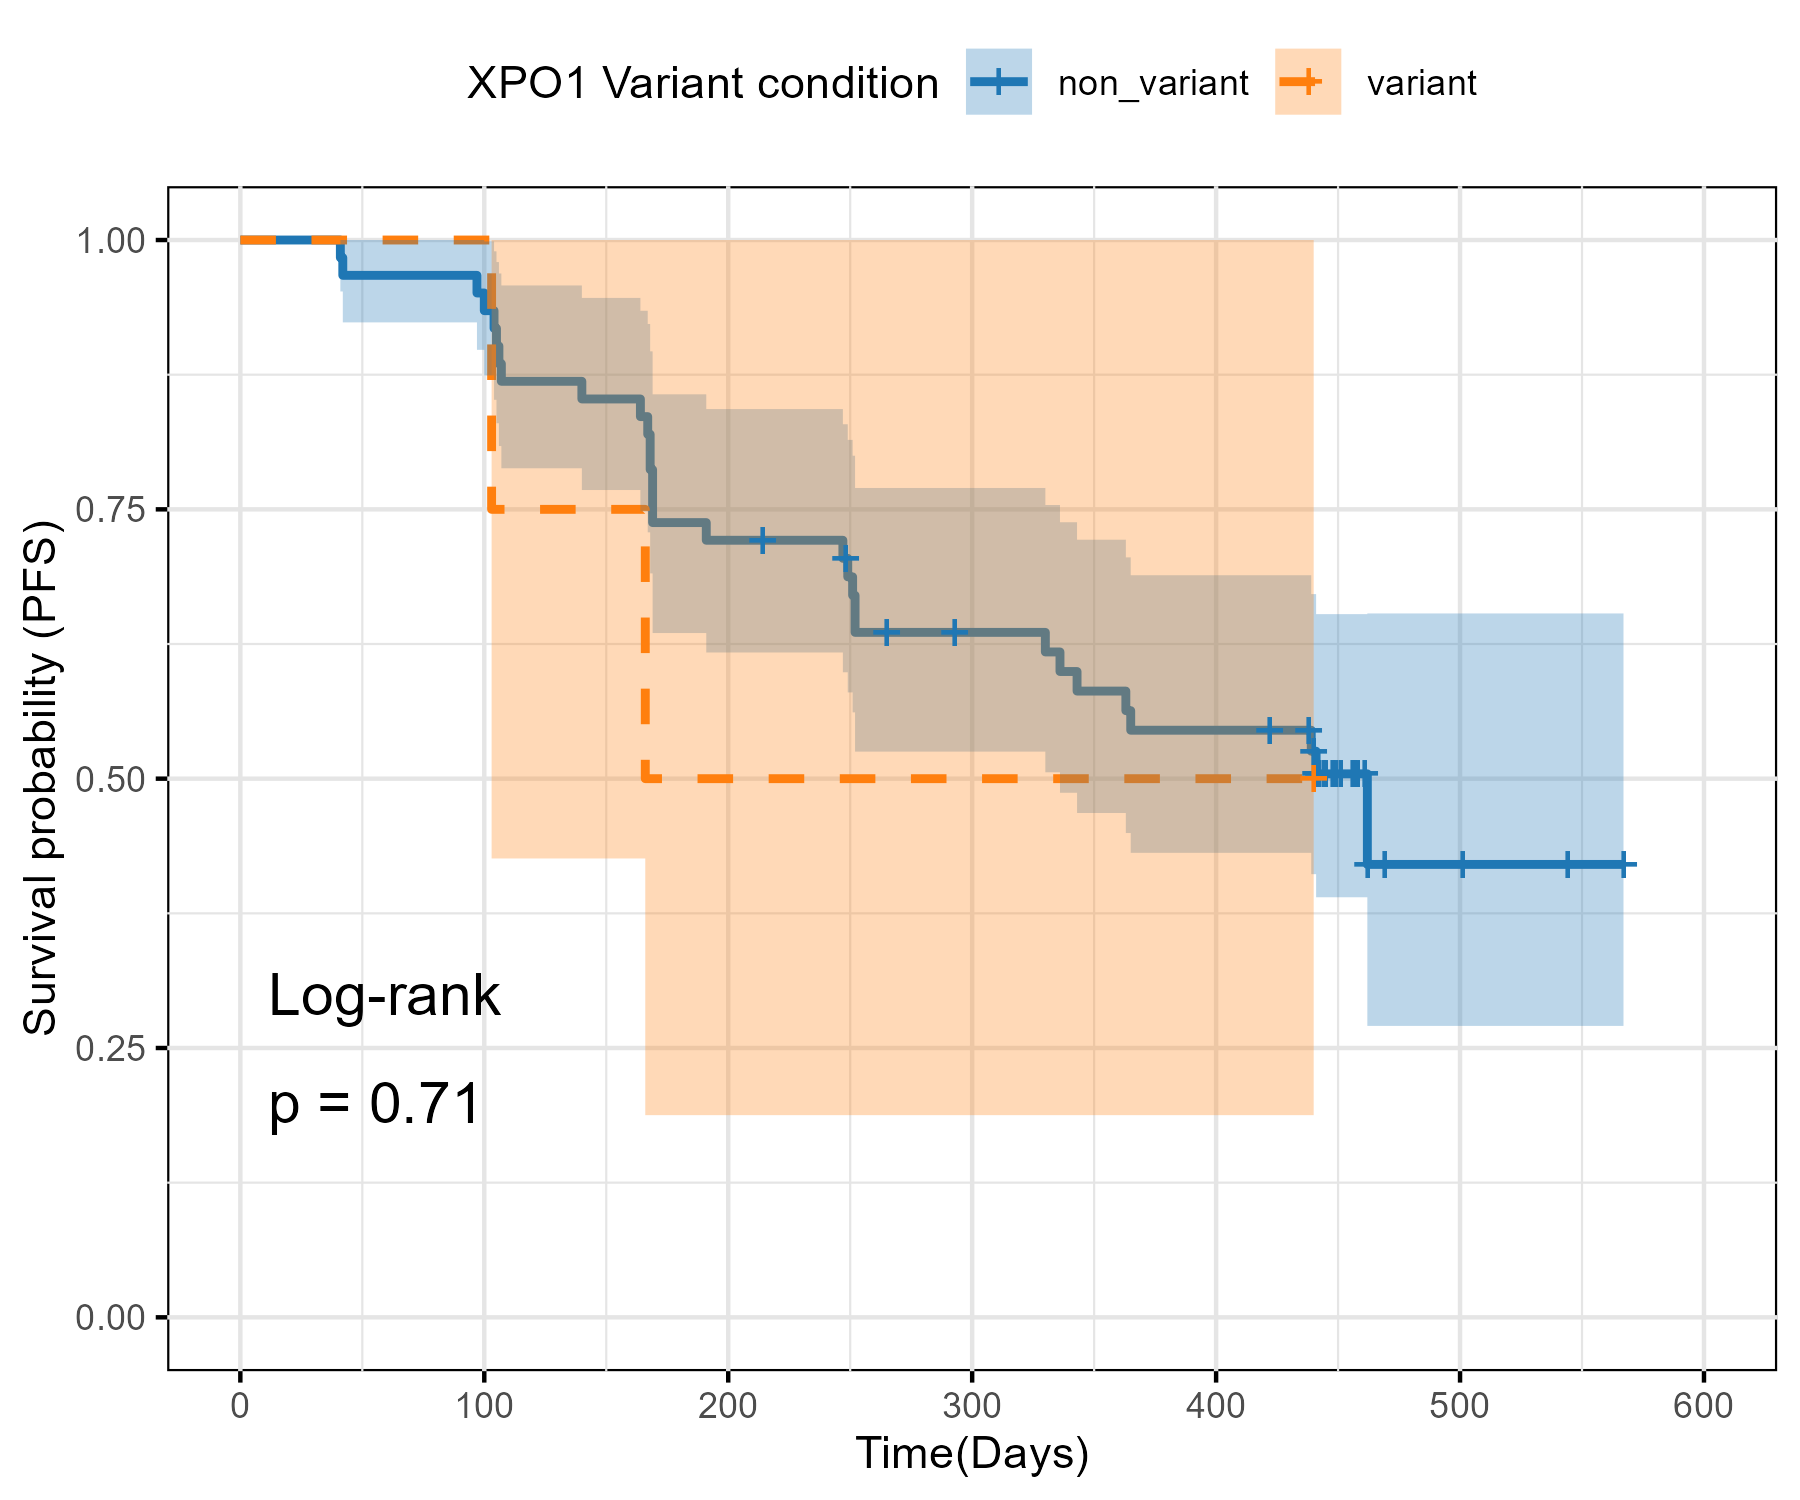 XPO1 Variant condition non_variant variant
1.00
0.75
0.50
0.25
0.00
Survival probability (PFS)
Log-rank
p = 0.71
0 100 200 300 400 500 600
Time(Days)